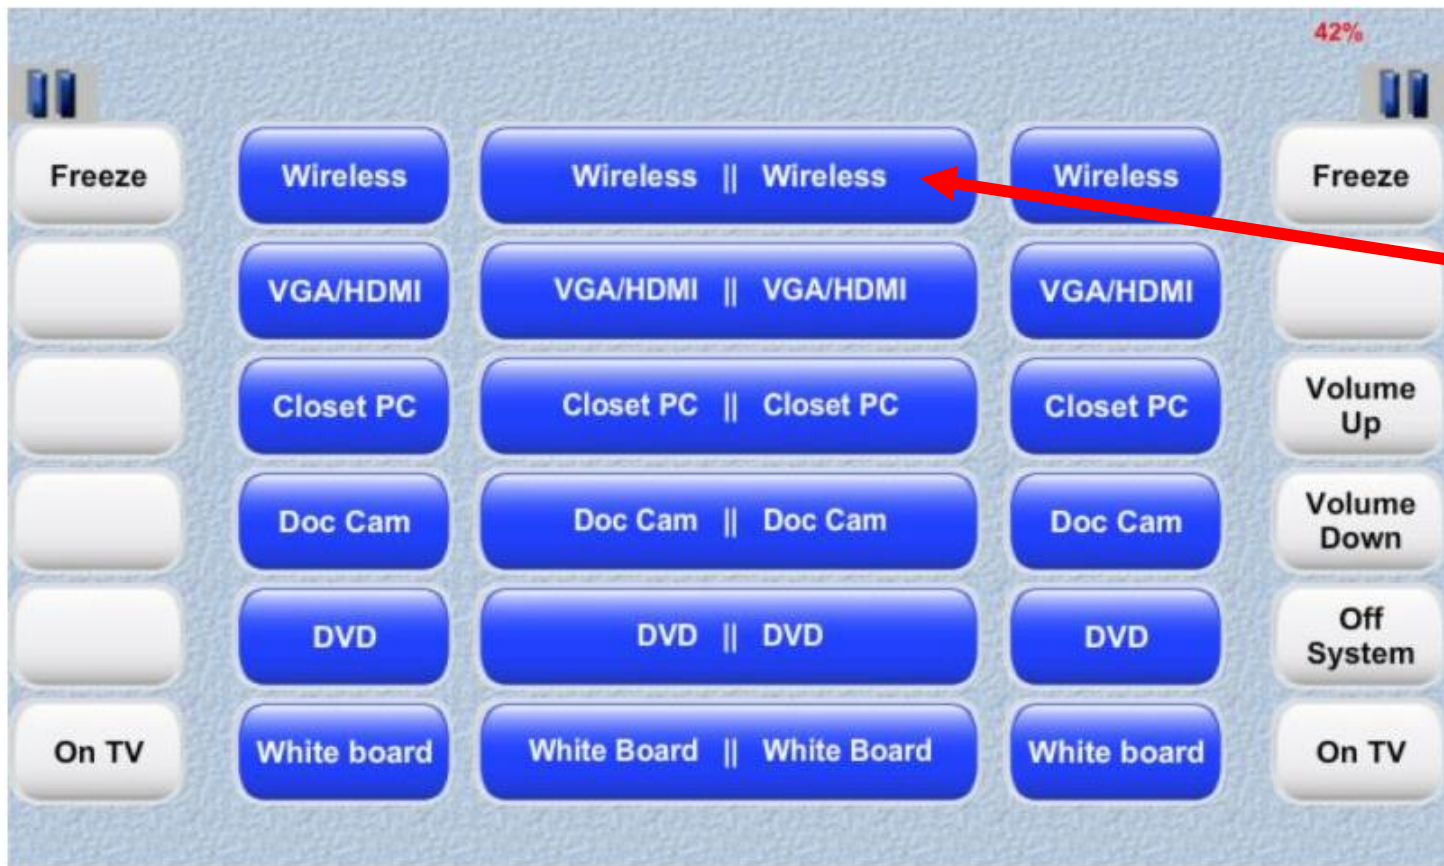 42%
Freeze Wireless Wireless || Wireless Wireless Freeze
VGA/HDMI VGA/HDMI || VGA/HDMI VGA/HDMI
Closet PC Closet PC || Closet PC Closet PC Volume
Up
Doc Cam Doc Cam || Doc Cam Doc Cam Volume
Down
DVD DVD || DVD DVD Off
System
On TV White board White Board || White Board White board On TV